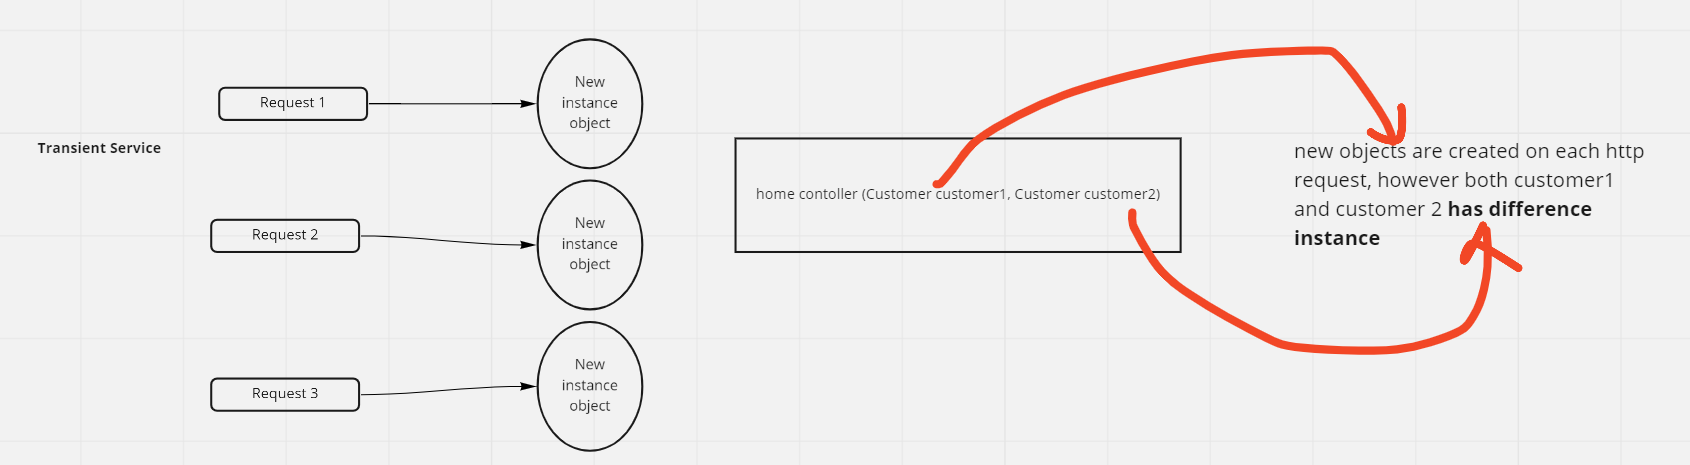 Transient Service
Request 1
New
instance
object
Request 2
New
instance
object
Request 3
New
instance
object
home contoller (Customer customer1, Customer customer2)
new objects are created on each http
request, however both customer1
and customer 2 has difference
instance